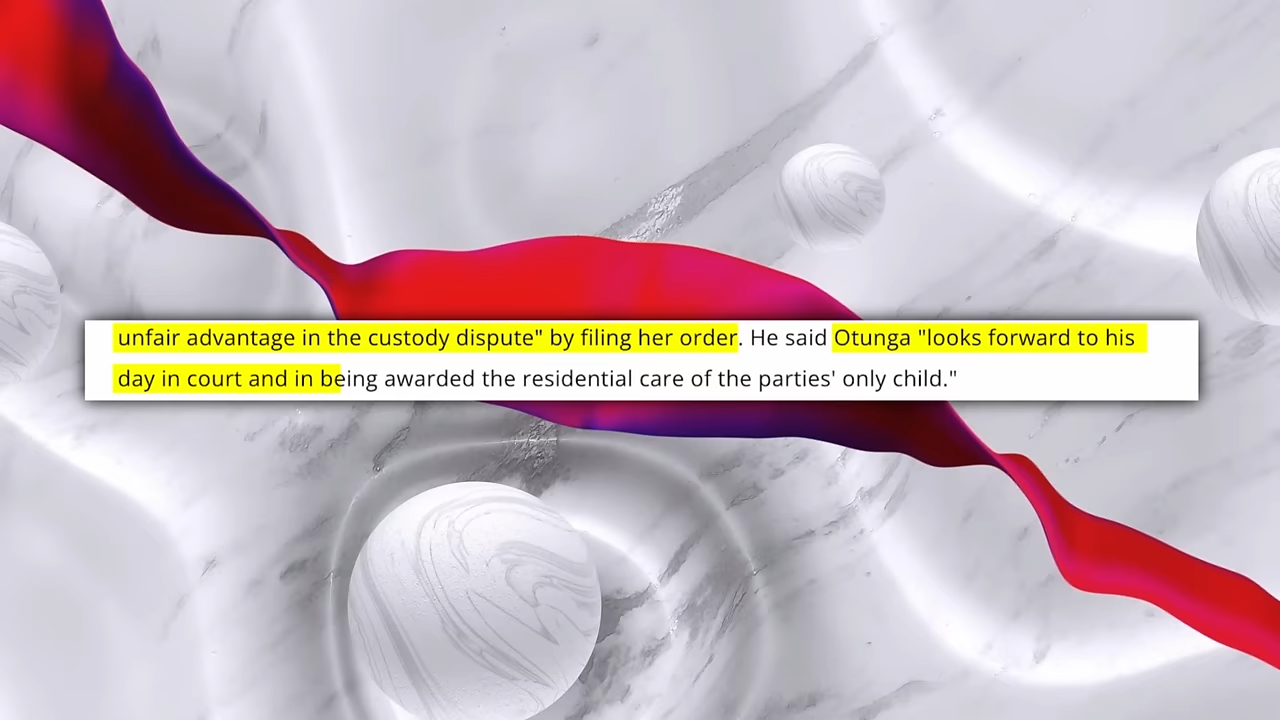 unfair advantage in the custody dispute" by filing her order. He said Otunga "looks forward to his
day in court and in being awarded the residential care of the parties' only child."